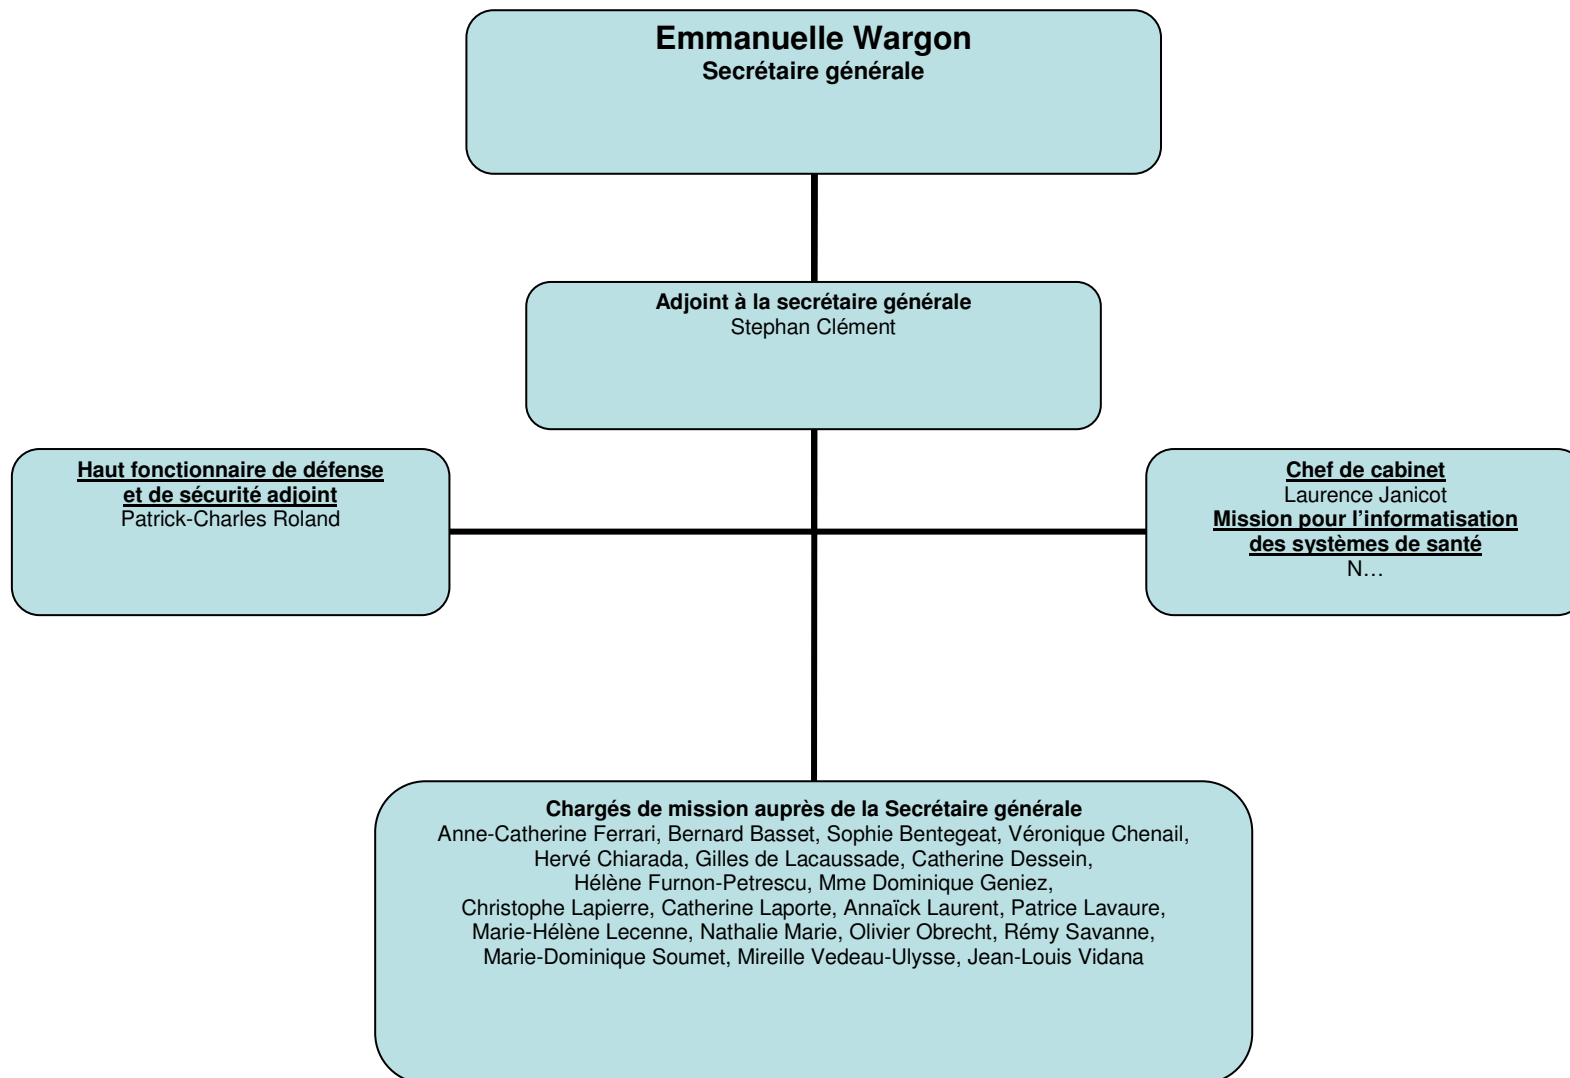 Emmanuelle Wargon
Secrétaire générale
Adjoint à la secrétaire générale
Stephan Clément
Haut fonctionnaire de défense
et de sécurité adjoint
Patrick-Charles Roland
Chef de cabinet
Laurence Janicot
Mission pour l’informatisation
des systèmes de santé
N…
Chargés de mission auprès de la Secrétaire générale
Anne-Catherine Ferrari, Bernard Basset, Sophie Bentegeat, Véronique Chenail,
Hervé Chiarada, Gilles de Lacaussade, Catherine Dessein,
Hélène Furnon-Petrescu, Mme Dominique Geniez,
Christophe Lapierre, Catherine Laporte, Annaïck Laurent, Patrice Lavaure,
Marie-Hélène Lecenne, Nathalie Marie, Olivier Obrecht, Rémy Savanne,
Marie-Dominique Soumet, Mireille Vedeau-Ulysse, Jean-Louis Vidana